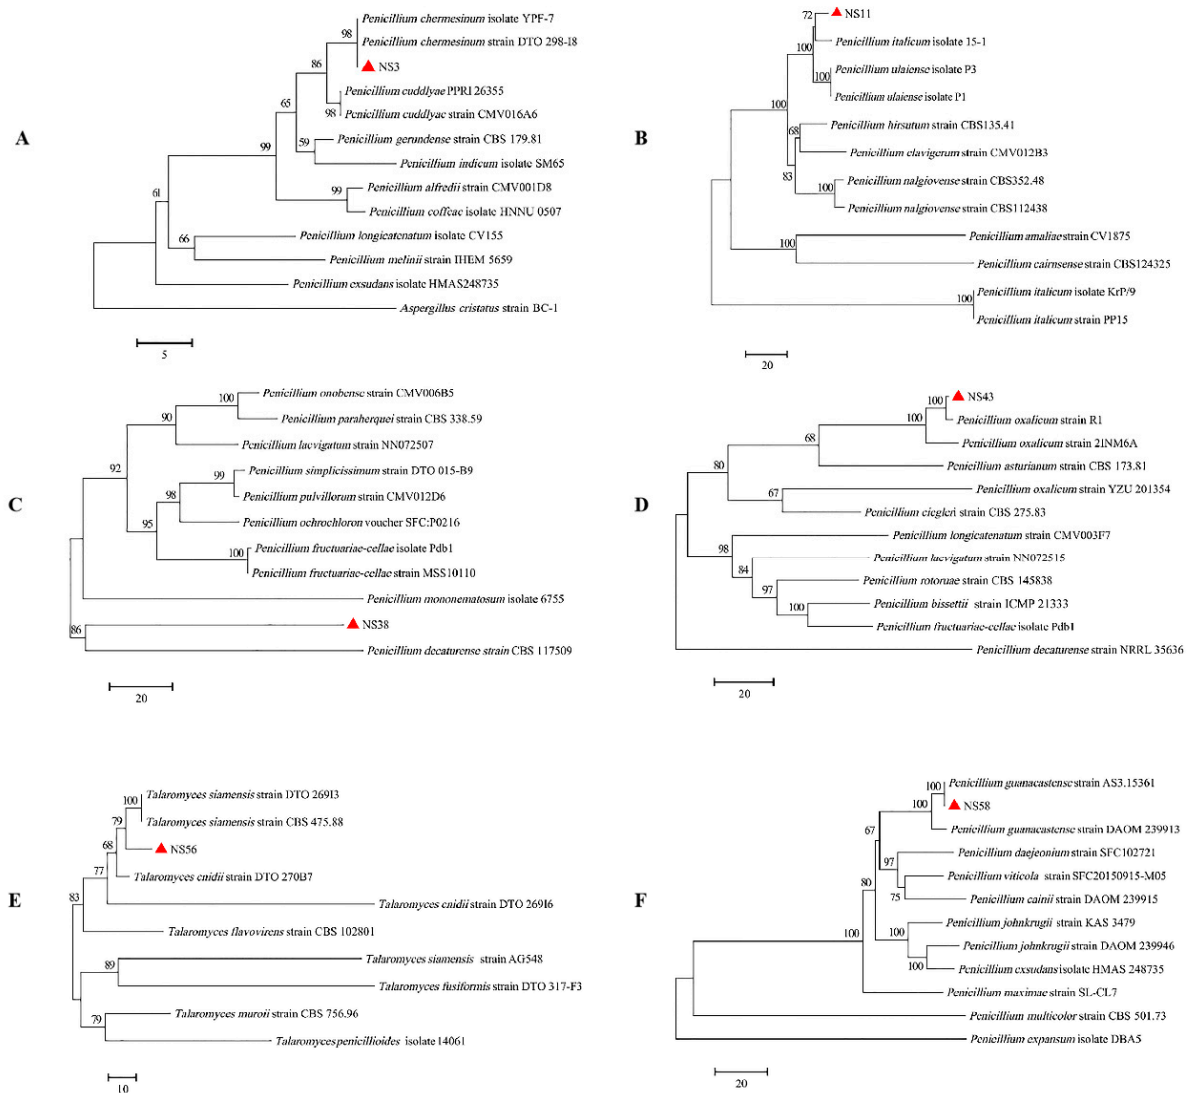 A
Penicillium chermesinum isolate YPF-7
Penicillium chermesinum strain DTO 298-I8
NS3
Penicillium cuddlyae PPRI 26355
Penicillium cuddlyae strain CMV016A6
Penicillium gerundense strain CBS 179.81
Penicillium indicum isolate SM65
Penicillium alfredii strain CMV001D8
Penicillium coffeae isolate HNNU 0507
Penicillium longicatenatum isolate CV155
Penicillium melinii strain IHEM 5659
Penicillium exsudans isolate HMAS248735
Aspergillus cristatus strain BC-1
98
86
98
65
59
99
99
61
66
5
B
NS11
Penicillium italicum isolate 15-1
Penicillium ulaiense isolate P3
Penicillium ulaiense isolate P1
Penicillium hirsutum strain CBS135.41
Penicillium clavigerum strain CMV012B3
Penicillium nalgiovense strain CBS352.48
Penicillium nalgiovense strain CBS112438
Penicillium amaliae strain CV1875
Penicillium cairnsense strain CBS124325
Penicillium italicum isolate KrP/9
Penicillium italicum strain PP15
72
100
100
100
68
83
100
100
100
20
C
Penicillium onobense strain CMV006B5
Penicillium paraherquei strain CBS 338.59
Penicillium laevigatum strain NN072507
Penicillium simplicissimum strain DTO 015-B9
Penicillium pulvillorum strain CMV012D6
Penicillium ochrochloron voucher SFC:P0216
Penicillium fructuariae-cellae isolate Pdb1
Penicillium fructuariae-cellae strain MSS10110
Penicillium mononematosum isolate 6755
NS38
Penicillium decaturense strain CBS 117509
100
90
92
99
98
95
100
86
20
D
NS43
Penicillium oxalicum strain R1
Penicillium oxalicum strain 2INM6A
Penicillium asturianum strain CBS 173.81
Penicillium oxalicum strain YZU 201354
Penicillium ciegleri strain CBS 275.83
Penicillium longicatenatum strain CMV003F7
Penicillium laevigatum strain NN072515
Penicillium rotoruae strain CBS 145838
Penicillium bissettii strain ICMP 21333
Penicillium fructuariae-cellae isolate Pdb1
Penicillium decaturense strain NRRL 35636
100
100
68
80
67
98
84
97
100
20
E
Talaromyces siamensis strain DTO 269I3
Talaromyces siamensis strain CBS 475.88
NS56
Talaromyces cnidii strain DTO 270B7
Talaromyces cnidii strain DTO 269I6
Talaromyces flavovirens strain CBS 102801
Talaromyces siamensis strain AG548
Talaromyces fusiformis strain DTO 317-F3
Talaromyces muroii strain CBS 756.96
Talaromyces penicillioides isolate 14061
100
79
68
77
83
89
79
10
F
Penicillium guanacastense strain AS3.15361
NS58
Penicillium guanacastense strain DAOM 239913
Penicillium daejeonium strain SFC102721
Penicillium viticola strain SFC20150915-M05
Penicillium cainii strain DAOM 239915
Penicillium johnkrugii strain KAS 3479
Penicillium johnkrugii strain DAOM 239946
Penicillium exsudans isolate HMAS 248735
Penicillium maximae strain SL-CL7
Penicillium multicolor strain CBS 501.73
Penicillium expansum isolate DBA5
100
100
67
97
75
80
100
100
100
20